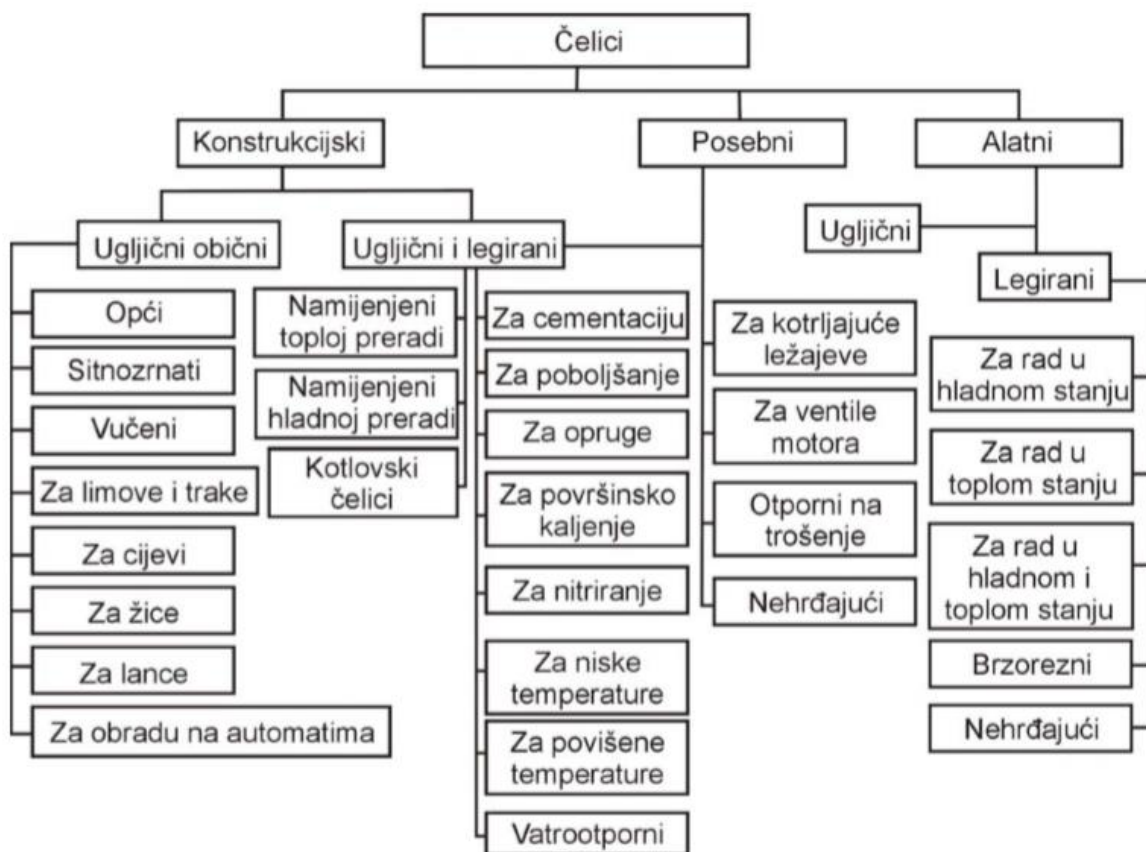 Čelici
Konstrukcijski
Posebni
Alatni
Ugljični obični
Ugljični i legirani
Ugljični
Legirani
Opći
Sitnozrnati
Vučeni
Za limove i trake
Za cijevi
Za žice
Za lance
Za obradu na automatima
Namijenjeni
toploj preradi
Namijenjeni
hladnoj preradi
Kotlovski
čelici
Za cementaciju
Za poboljšanje
Za opruge
Za površinsko
kaljenje
Za nitriranje
Za niske
temperature
Za povišene
temperature
Vatrootporni
Za kotrljajuće
ležajeve
Za ventile
motora
Otporni na
trošenje
Nehrđajući
Za rad u
hladnom stanju
Za rad u
toplom stanju
Za rad u
hladnom i
toplom stanju
Brzorezni
Nehrđajući